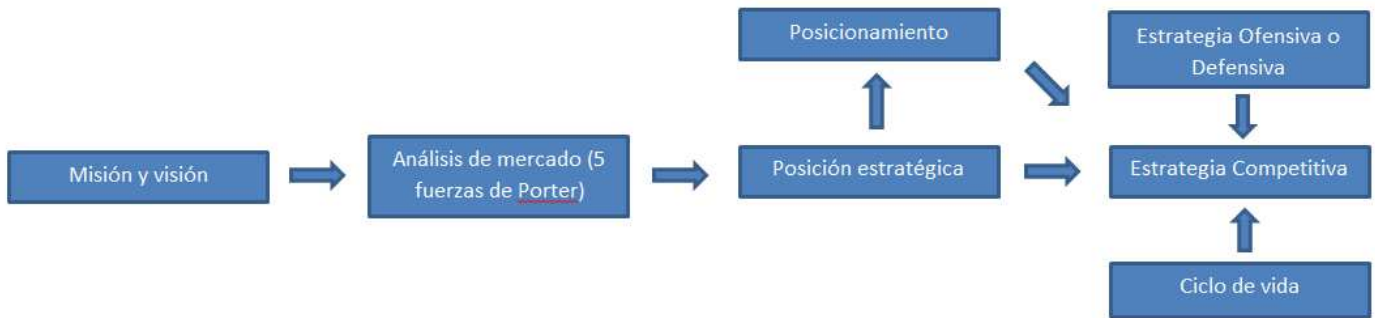 Posicionamiento
Estrategia Ofensiva o
Defensiva
Misión y visión
Análisis de mercado (5
fuerzas de Porter)
Posición estratégica
Estrategia Competitiva
Ciclo de vida